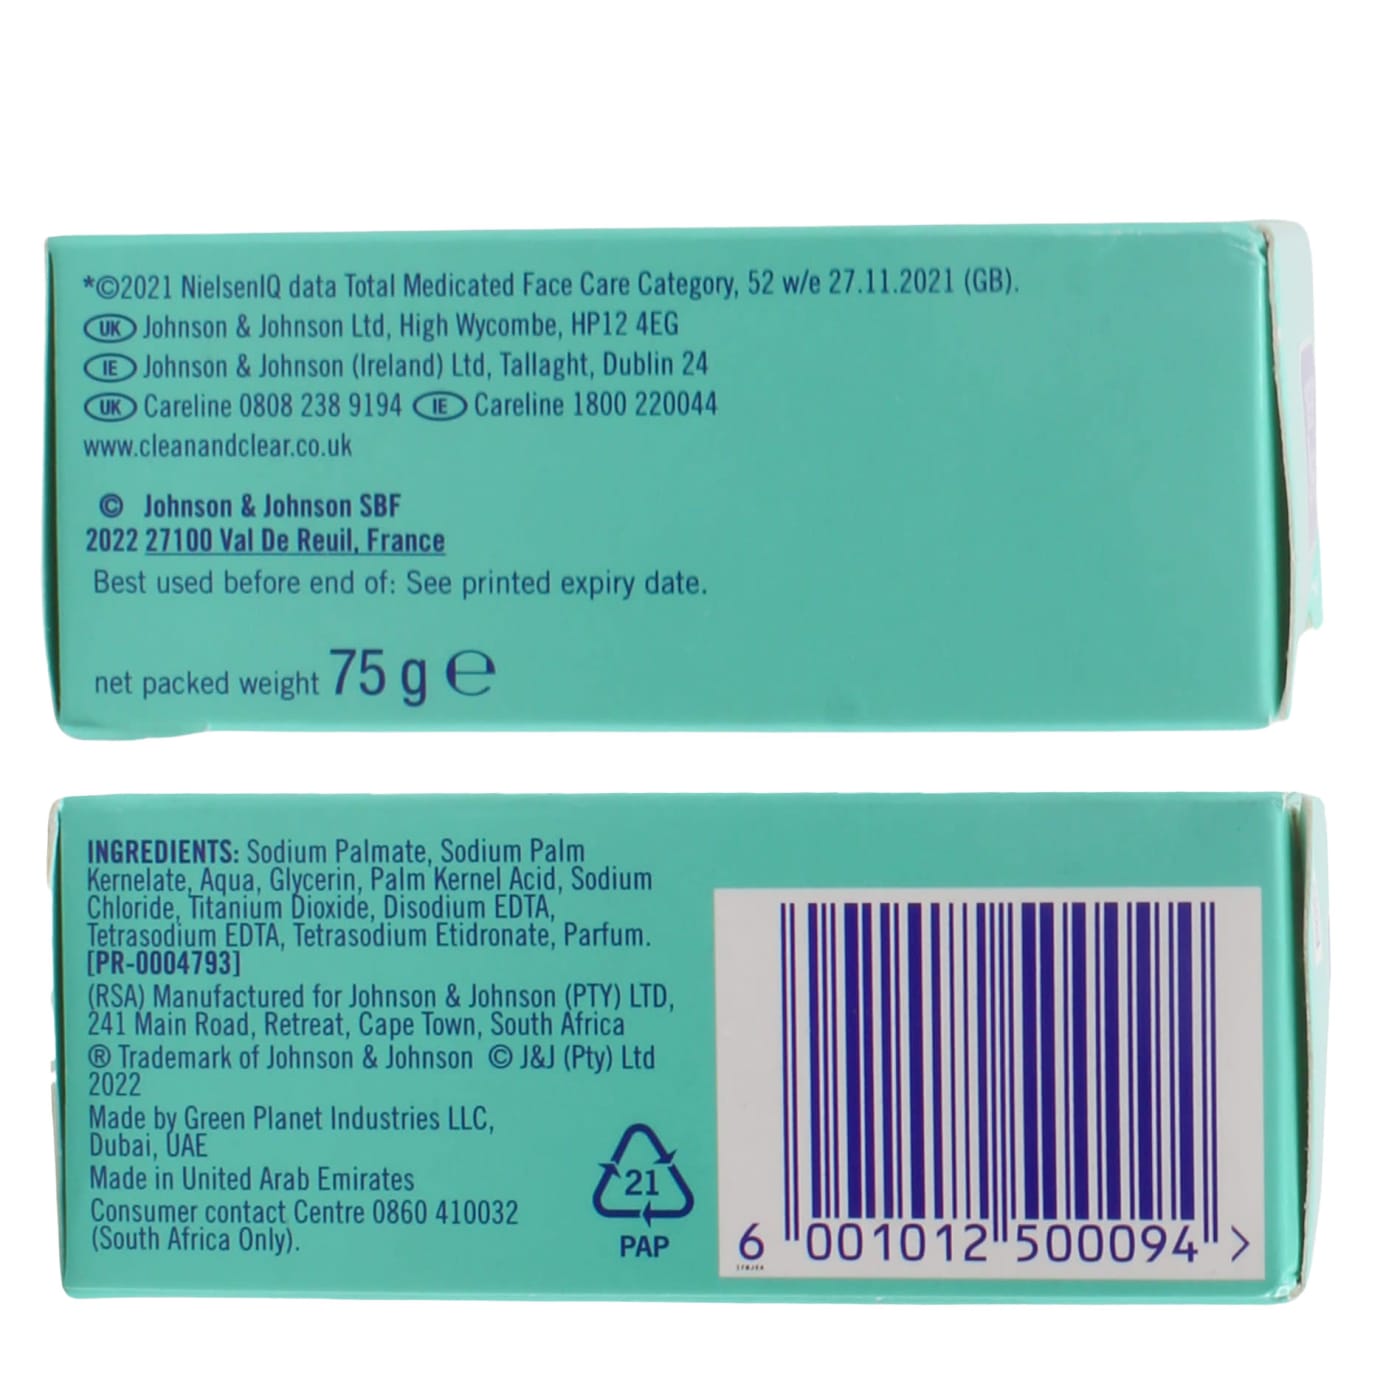 *©2021 NielsenIQ data Total Medicated Face Care Category, 52 w/e 27.11.2021 (GB).
UK Johnson & Johnson Ltd, High Wycombe, HP12 4EG
IE Johnson & Johnson (Ireland) Ltd, Tallaght, Dublin 24
UK Careline 0808 238 9194 IE Careline 1800 220044
www.cleanandclear.co.uk
© Johnson & Johnson SBF
2022 27100 Val De Reuil, France
Best used before end of: See printed expiry date.
net packed weight 75 g ℮
INGREDIENTS: Sodium Palmate, Sodium Palm
Kernelate, Aqua, Glycerin, Palm Kernel Acid, Sodium
Chloride, Titanium Dioxide, Disodium EDTA,
Tetrasodium EDTA, Tetrasodium Etidronate, Parfum.
[PR-0004793]
(RSA) Manufactured for Johnson & Johnson (PTY) LTD,
241 Main Road, Retreat, Cape Town, South Africa
® Trademark of Johnson & Johnson © J&J (Pty) Ltd
2022
Made by Green Planet Industries LLC,
Dubai, UAE
Made in United Arab Emirates
Consumer contact Centre 0860 410032
(South Africa Only).
21
PAP
6 001012 500094 >